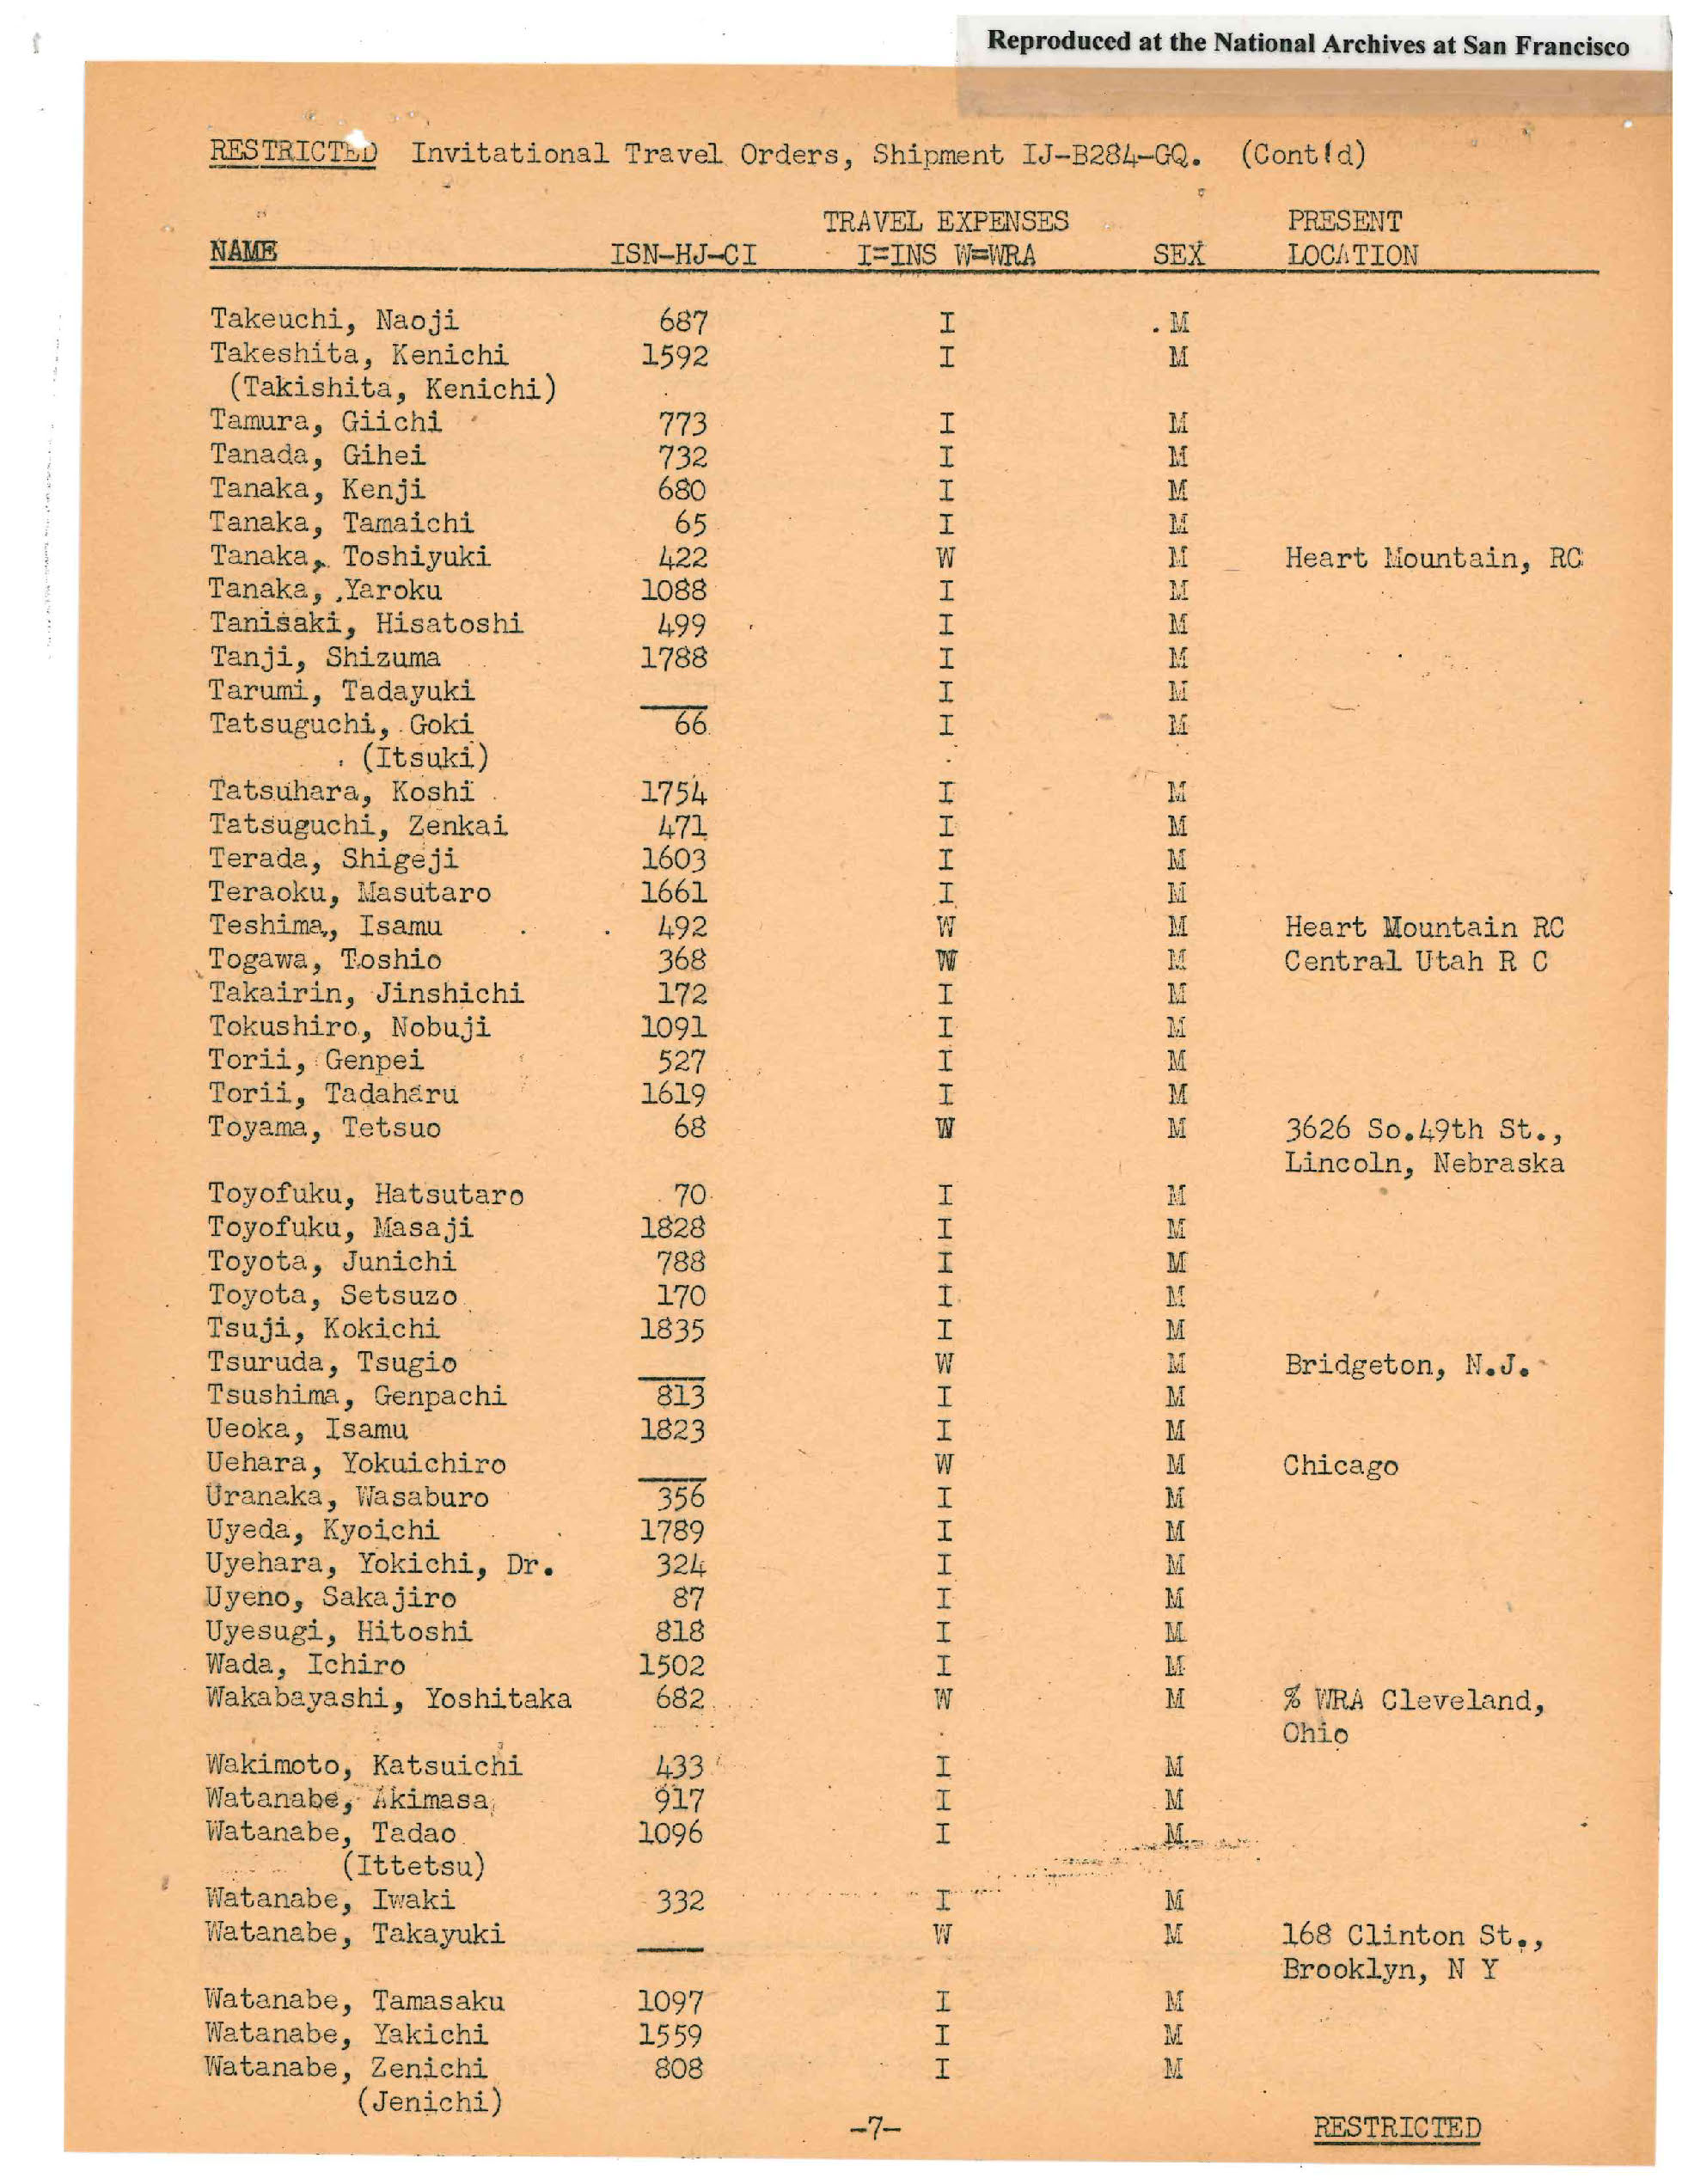 Reproduced at the National Archives at San Francisco
RESTRICTED Invitational Travel Orders, Shipment IJ-B284-GQ. (Cont'd)
TRAVEL EXPENSES PRESENT
NAME ISN-HJ-CI I=INS W=WRA SEX LOCATION
Takeuchi, Naoji 687 I M
Takeshita, Kenichi 1592 I M
(Takishita, Kenichi)
Tamura, Giichi 773 I M
Tanada, Gihei 732 I M
Tanaka, Kenji 680 I M
Tanaka, Tamaichi 65 I M
Tanaka, Toshiyuki 422 W M Heart Mountain, RC
Tanaka, Yaroku 1088 I M
Tanisaki, Hisatoshi 499 I M
Tanji, Shizuma 1788 I M
Tarumi, Tadayuki ____ I M
Tatsuguchi, Goki 66 I M
(Itsuki)
Tatsuhara, Koshi 1754 I M
Tatsuguchi, Zenkai 471 I M
Terada, Shigeji 1603 I M
Teraoku, Masutaro 1661 I M
Teshima, Isamu 492 W M Heart Mountain RC
Togawa, Toshio 368 W M Central Utah R C
Takairin, Jinshichi 172 I M
Tokushiro, Nobuji 1091 I M
Torii, Genpei 527 I M
Torii, Tadaharu 1619 I M
Toyama, Tetsuo 68 W M 3626 So.49th St.,
Lincoln, Nebraska
Toyofuku, Hatsutaro 70 I M
Toyofuku, Masaji 1828 I M
Toyota, Junichi 788 I M
Toyota, Setsuzo 170 I M
Tsuji, Kokichi 1835 I M
Tsuruda, Tsugio ____ W M Bridgeton, N.J.
Tsushima, Genpachi 813 I M
Ueoka, Isamu 1823 I M
Uehara, Yokuichiro ____ W M Chicago
Uranaka, Wasaburo 356 I M
Uyeda, Kyoichi 1789 I M
Uyehara, Yokichi, Dr. 324 I M
Uyeno, Sakajiro 87 I M
Uyesugi, Hitoshi 818 I M
Wada, Ichiro 1502 I M
Wakabayashi, Yoshitaka 682 W M % WRA Cleveland,
Ohio
Wakimoto, Katsuichi 433 I M
Watanabe, Akimasa 917 I M
Watanabe, Tadao 1096 I M
(Ittetsu)
Watanabe, Iwaki 332 I M
Watanabe, Takayuki ____ W M 168 Clinton St.,
Brooklyn, N Y
Watanabe, Tamasaku 1097 I M
Watanabe, Yakichi 1559 I M
Watanabe, Zenichi 808 I M
(Jenichi)
-7- RESTRICTED